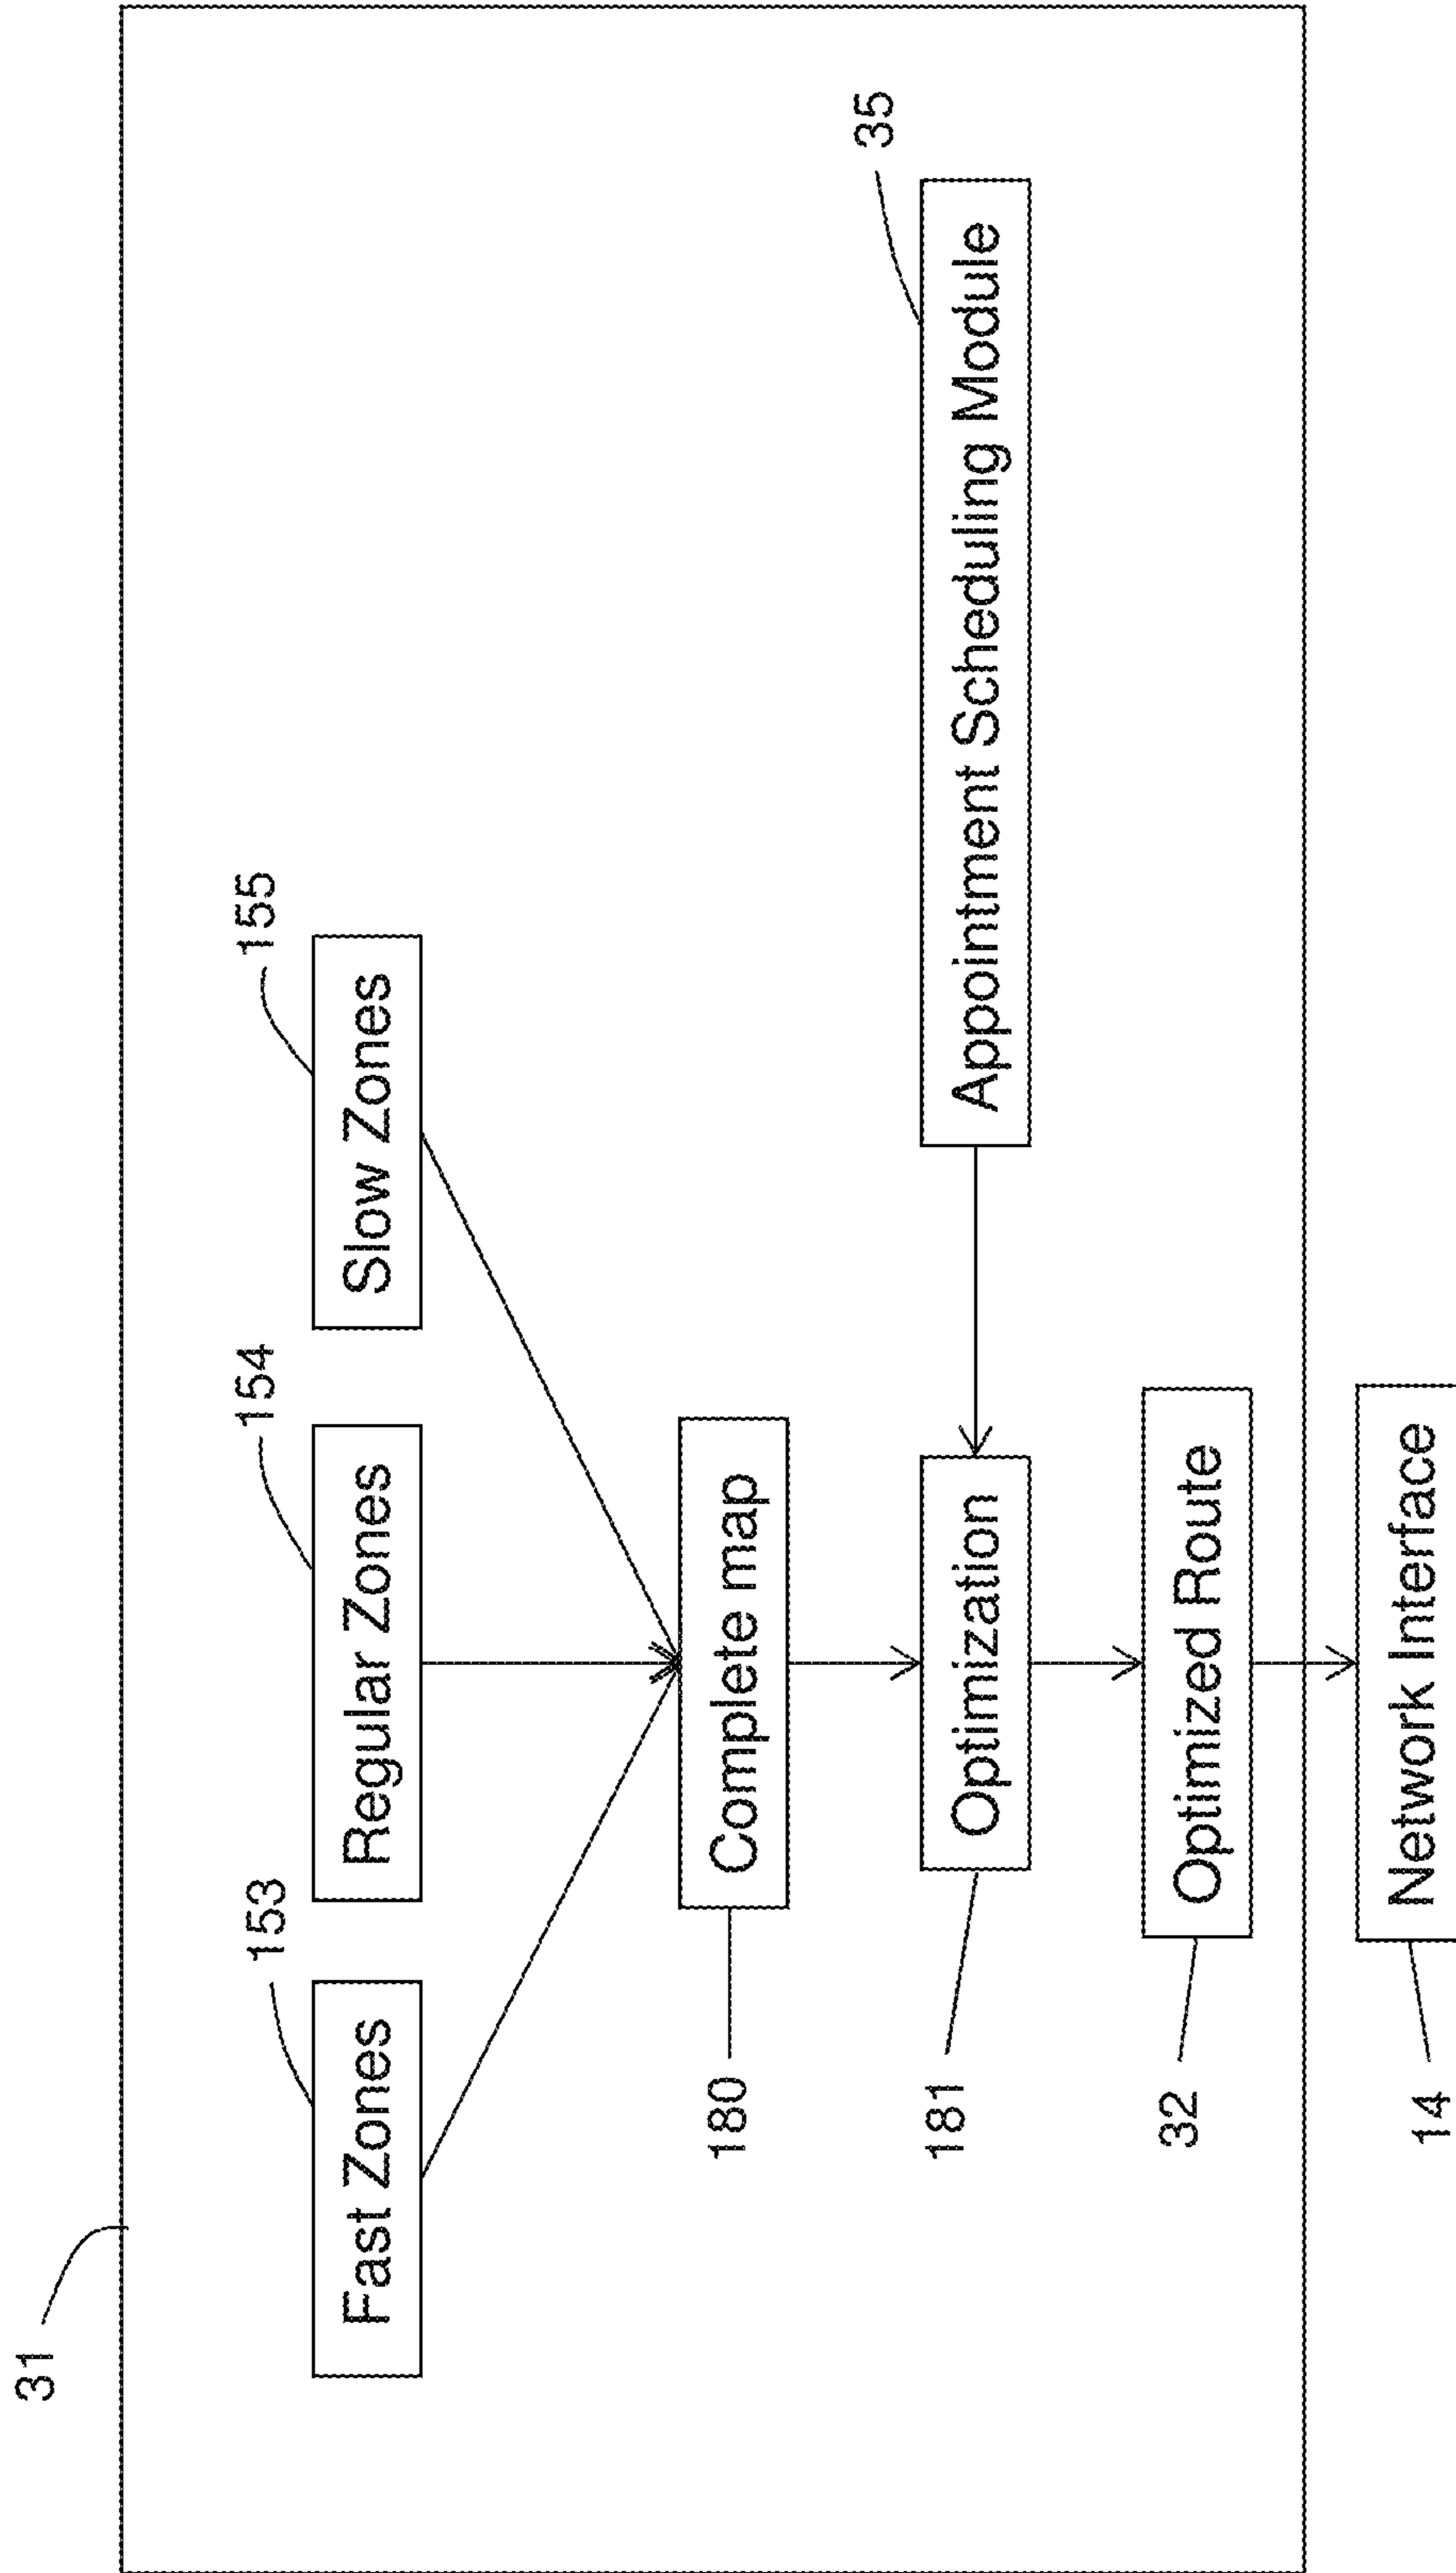 31
153
154
155
Fast Zones
Regular Zones
Slow Zones
180
Complete map
35
181
Optimization
Appointment Scheduling Module
32
Optimized Route
14
Network Interface